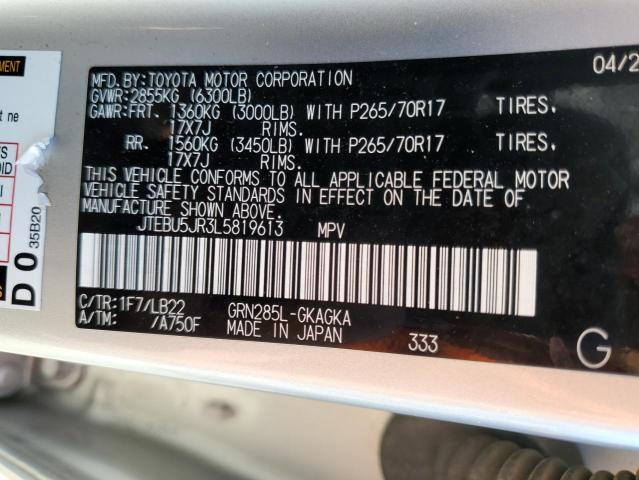 04/2
MFD.BY:TOYOTA MOTOR CORPORATION
GVWR:2855KG (6300LB)
GAWR:FRT. 1360KG (3000LB) WITH P265/70R17 TIRES,
17X7J RIMS.
RR. 1560KG (3450LB) WITH P265/70R17 TIRES,
17X7J RIMS.
THIS VEHICLE CONFORMS TO ALL APPLICABLE FEDERAL MOTOR
VEHICLE SAFETY STANDARDS IN EFFECT ON THE DATE OF
MANUFACTURE SHOWN ABOVE.
JTEBU5JR3L5819613 MPV
C/TR:1F7/LB22 GRN285L-GKAGKA
A/TM: /A750F MADE IN JAPAN 333
G
MENT
t ne
OID
D 0 35B20